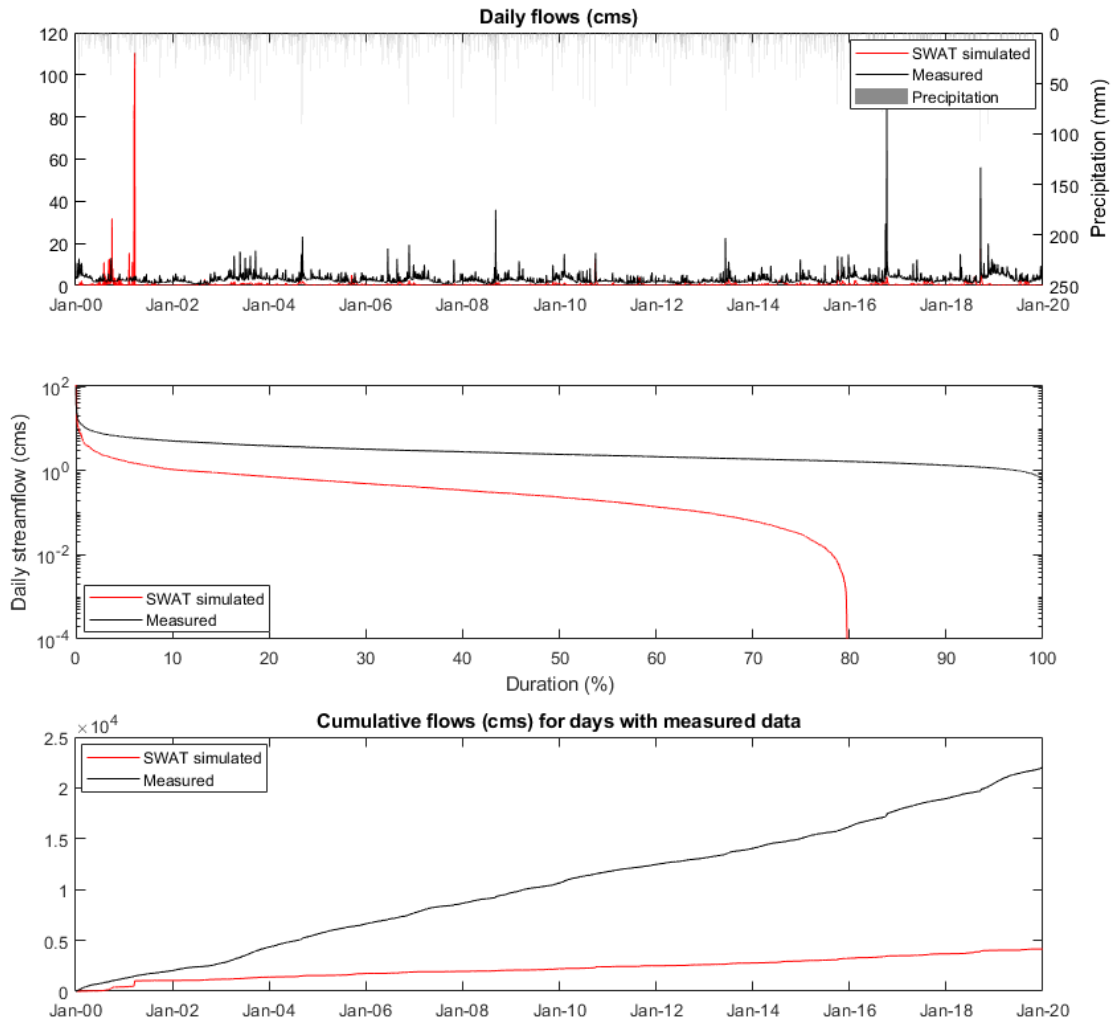 Daily flows (cms)
120
100
80
60
40
20
0
0
50
100
150
200
250
Precipitation (mm)
SWAT simulated
Measured
Precipitation
Jan-00 Jan-02 Jan-04 Jan-06 Jan-08 Jan-10 Jan-12 Jan-14 Jan-16 Jan-18 Jan-20
Daily streamflow (cms)
10^2
10^0
10^-2
10^-4
SWAT simulated
Measured
0 10 20 30 40 50 60 70 80 90 100
Duration (%)
Cumulative flows (cms) for days with measured data
×10^4
2.5
2
1.5
1
0.5
0
SWAT simulated
Measured
Jan-00 Jan-02 Jan-04 Jan-06 Jan-08 Jan-10 Jan-12 Jan-14 Jan-16 Jan-18 Jan-20